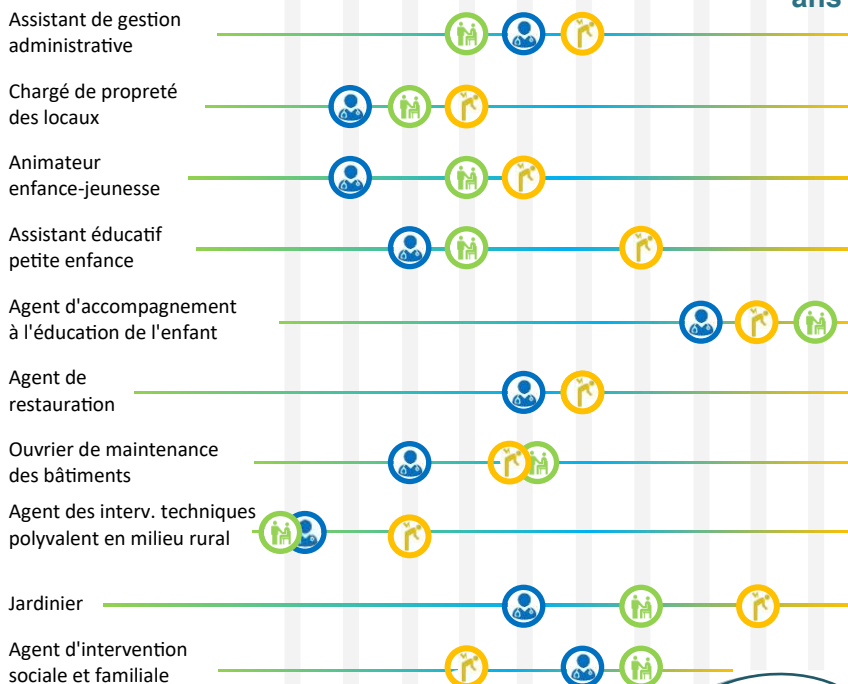 ans
Assistant de gestion
administrative
Chargé de propreté
des locaux
Animateur
enfance-jeunesse
Assistant éducatif
petite enfance
Agent d'accompagnement
à l'éducation de l'enfant
Agent de
restauration
Ouvrier de maintenance
des bâtiments
Agent des interv. techniques
polyvalent en milieu rural
Jardinier
Agent d'intervention
sociale et familiale